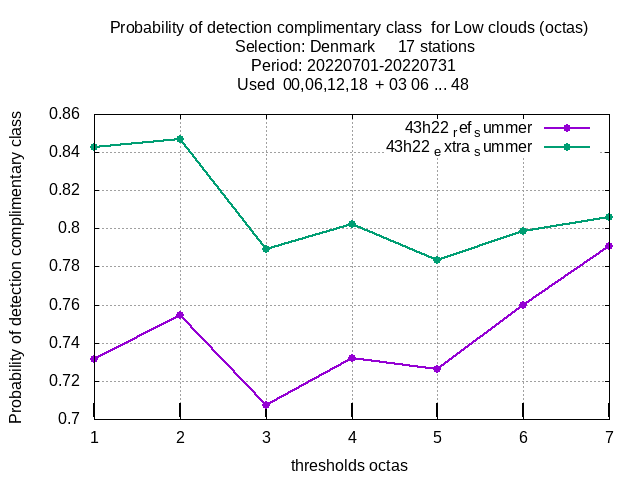 Probability of detection complimentary class  for Low clouds (octas)
Selection: Denmark     17 stations
Period: 20220701-20220731
Used  00,06,12,18  + 03 06 ... 48
Probability of detection complimentary class
0.86
0.84
0.82
0.8
0.78
0.76
0.74
0.72
0.7
43h22 ref summer
43h22 extra summer
1 2 3 4 5 6 7
thresholds octas